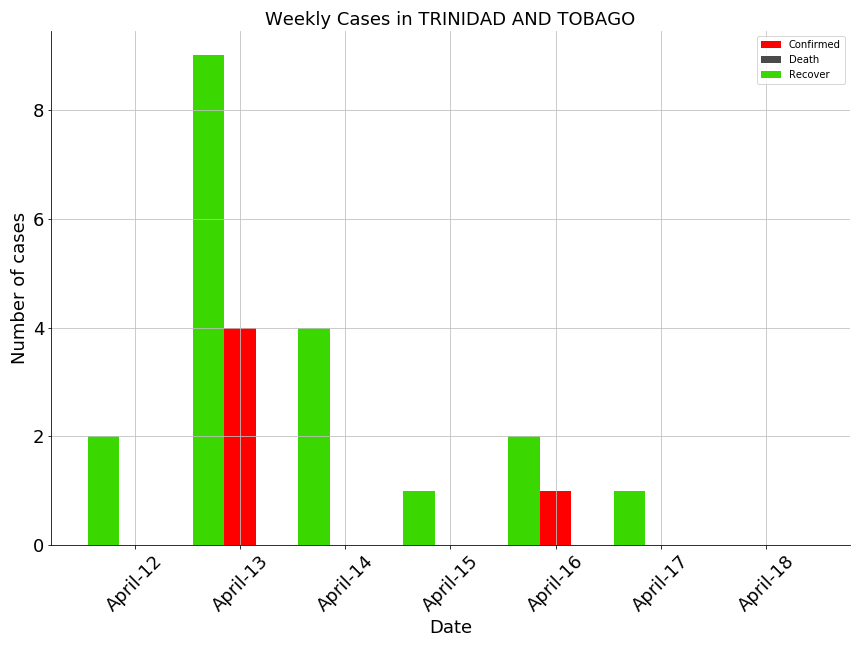 Weekly Cases in TRINIDAD AND TOBAGO
Confirmed
Death
Recover
Number of cases
8
6
4
2
0
April-12
April-13
April-14
April-15
April-16
April-17
April-18
Date